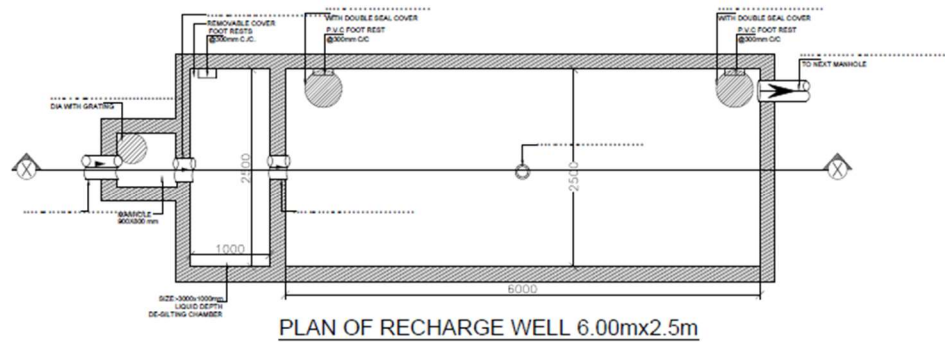 REMOVABLE COVER
FOOT RESTS
@300mm C./C.
WITH DOUBLE SEAL COVER
P.V.C FOOT REST
@300mm C/C
WITH DOUBLE SEAL COVER
P.V.C FOOT REST
@300mm C/C
TO NEXT MANHOLE
DIA WITH GRATING
X
X
2500
2500
MANHOLE
900X800 mm
1000
6000
SIZE:-3000x1000mm
LIQUID DEPTH
DE-SILTING CHAMBER
PLAN OF RECHARGE WELL 6.00mx2.5m